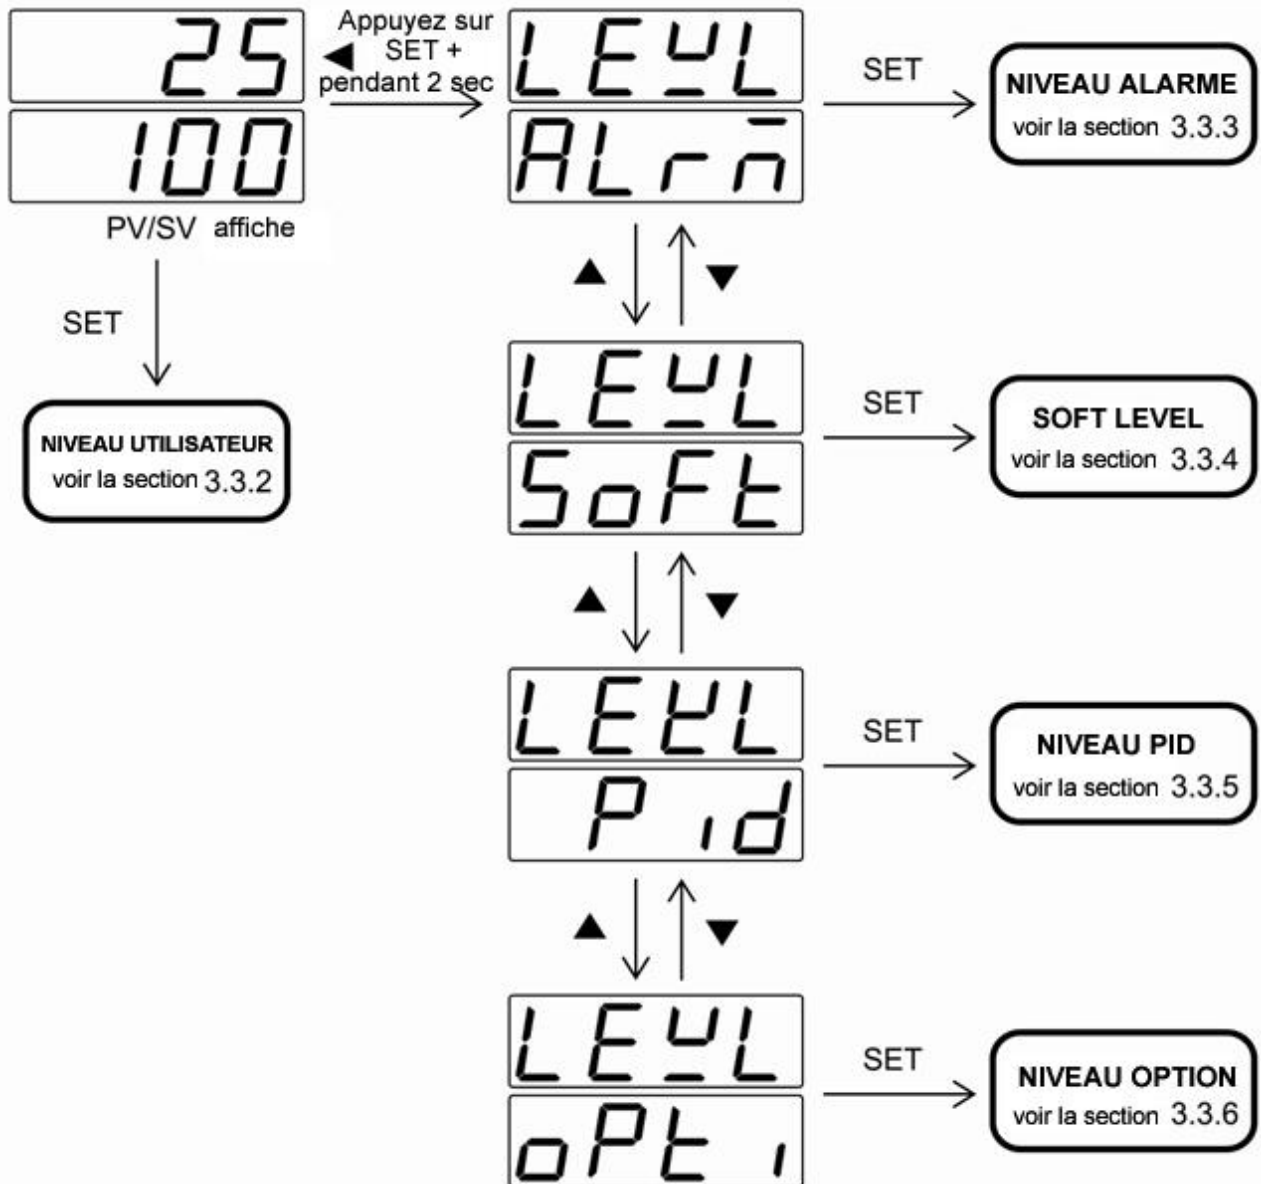 25
100
PV/SV affiche
SET
NIVEAU UTILISATEUR
voir la section 3.3.2
Appuyez sur
◀ SET +
pendant 2 sec
LEVL
ALrm
SET
NIVEAU ALARME
voir la section 3.3.3
▲ ▼
LEVL
SoFt
SET
SOFT LEVEL
voir la section 3.3.4
▲ ▼
LEVL
Pid
SET
NIVEAU PID
voir la section 3.3.5
▲ ▼
LEVL
oPti
SET
NIVEAU OPTION
voir la section 3.3.6